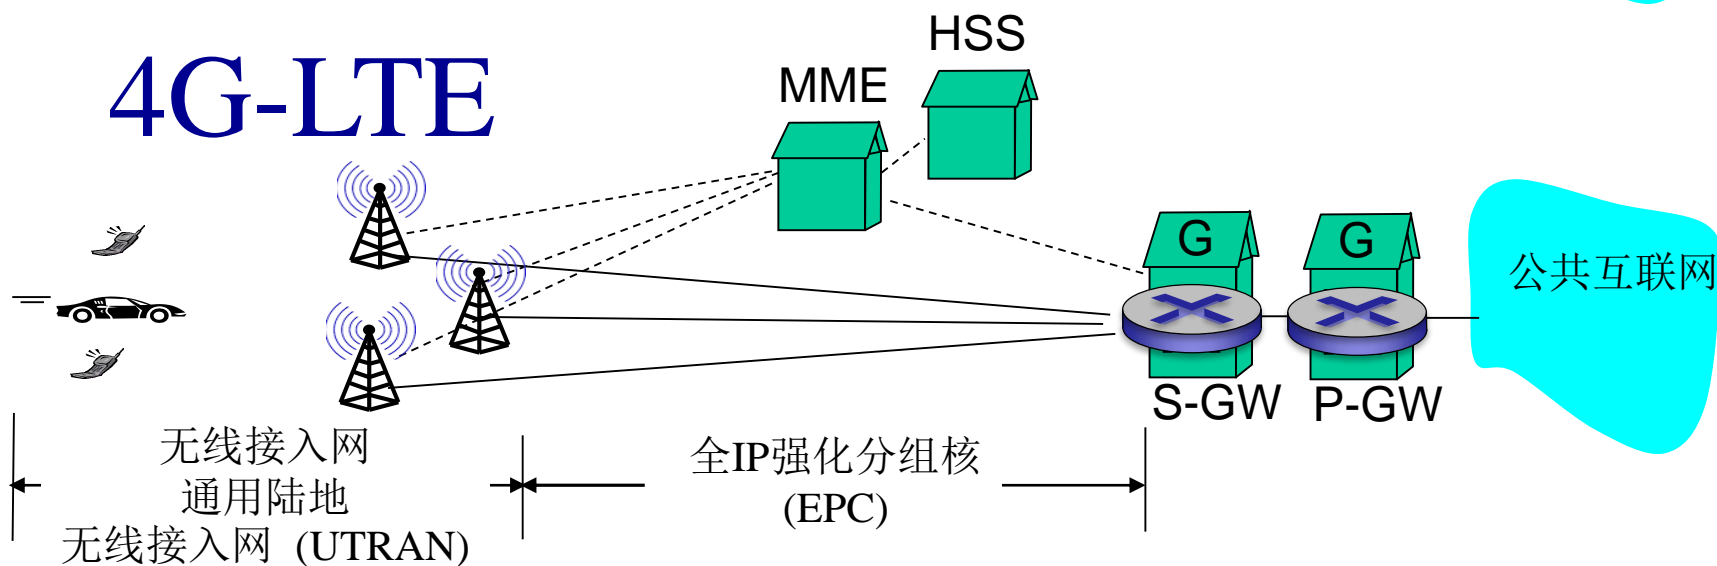 4G-LTE
HSS
MME
G
G
公共互联网
S-GW
P-GW
无线接入网
通用陆地
无线接入网 (UTRAN)
全IP强化分组核
(EPC)